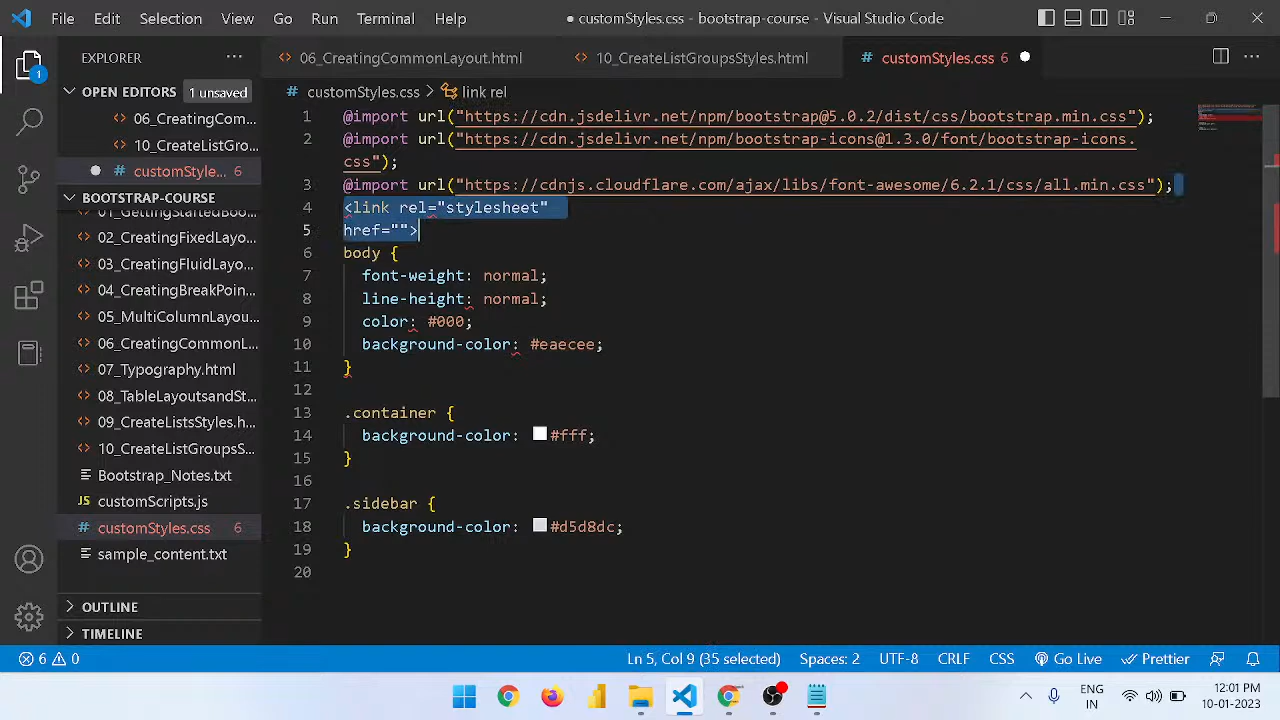 File Edit Selection View Go Run Terminal Help ● customStyles.css - bootstrap-course - Visual Studio Code
EXPLORER ... 06_CreatingCommonLayout.html 10_CreateListGroupsStyles.html # customStyles.css 6 ● ...
1
OPEN EDITORS 1 unsaved
# customStyles.css > link rel
06_CreatingCom...
10_CreateListGro...
● # customStyle... 6
BOOTSTRAP-COURSE
01_GettingStartedBoo...
02_CreatingFixedLayo...
03_CreatingFluidLayo...
04_CreatingBreakPoin...
05_MultiColumnLayou...
06_CreatingCommonL...
07_Typography.html
08_TableLayoutsandSt...
09_CreateListsStyles.h...
10_CreateListGroupsS...
Bootstrap_Notes.txt
JS customScripts.js
# customStyles.css 6
sample_content.txt
OUTLINE
TIMELINE
1 @import url("https://cdn.jsdelivr.net/npm/bootstrap@5.0.2/dist/css/bootstrap.min.css");
2 @import url("https://cdn.jsdelivr.net/npm/bootstrap-icons@1.3.0/font/bootstrap-icons.
css");
3 @import url("https://cdnjs.cloudflare.com/ajax/libs/font-awesome/6.2.1/css/all.min.css");
4 <link rel="stylesheet"
5 href="">
6 body {
7 font-weight: normal;
8 line-height: normal;
9 color: #000;
10 background-color: #eaecee;
11 }
12
13 .container {
14 background-color: #fff;
15 }
16
17 .sidebar {
18 background-color: #d5d8dc;
19 }
20
6 0 Ln 5, Col 9 (35 selected) Spaces: 2 UTF-8 CRLF CSS Go Live Prettier
ENG
IN
12:01 PM
10-01-2023